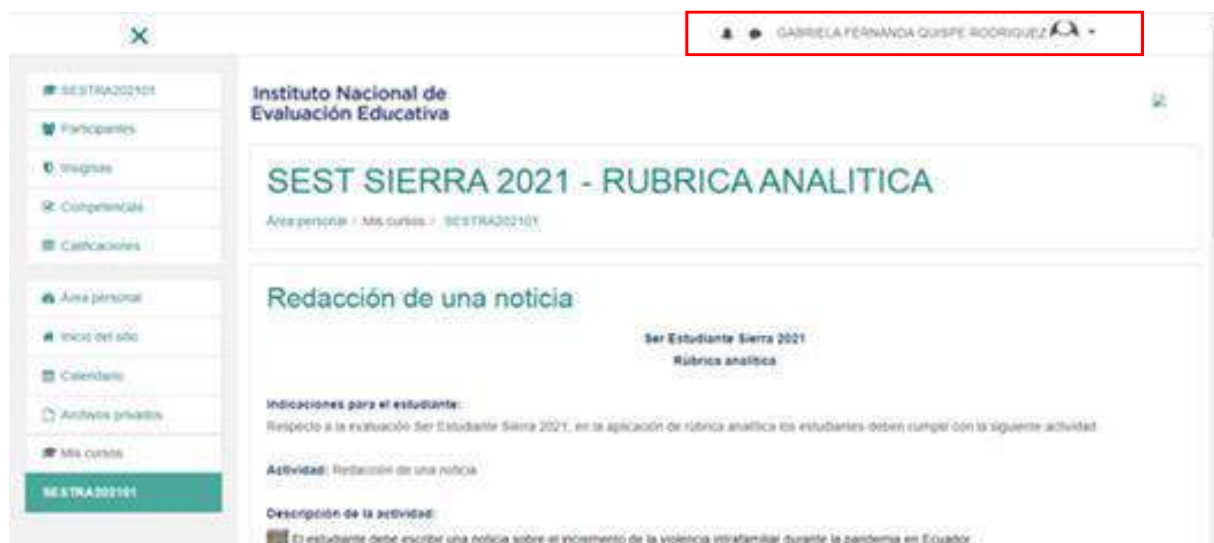 GABRIELA FERNANDA QUISPE RODRIGUEZ
SESTRA202101
Participantes
Insignias
Competencias
Calificaciones
Área personal
Inicio del sitio
Calendario
Archivos privados
Mis cursos
SESTRA202101
Instituto Nacional de
Evaluación Educativa
SEST SIERRA 2021 - RUBRICA ANALITICA
Área personal / Mis cursos / SESTRA202101
Redacción de una noticia
Ser Estudiante Sierra 2021
Rúbrica analítica
Indicaciones para el estudiante:
Respecto a la evaluación Ser Estudiante Sierra 2021, en la aplicación de rúbrica analítica los estudiantes deben cumplir con la siguiente actividad.
Actividad: Redacción de una noticia
Descripción de la actividad:
El estudiante debe escribir una noticia sobre el incremento de la violencia intrafamiliar durante la pandemia en Ecuador